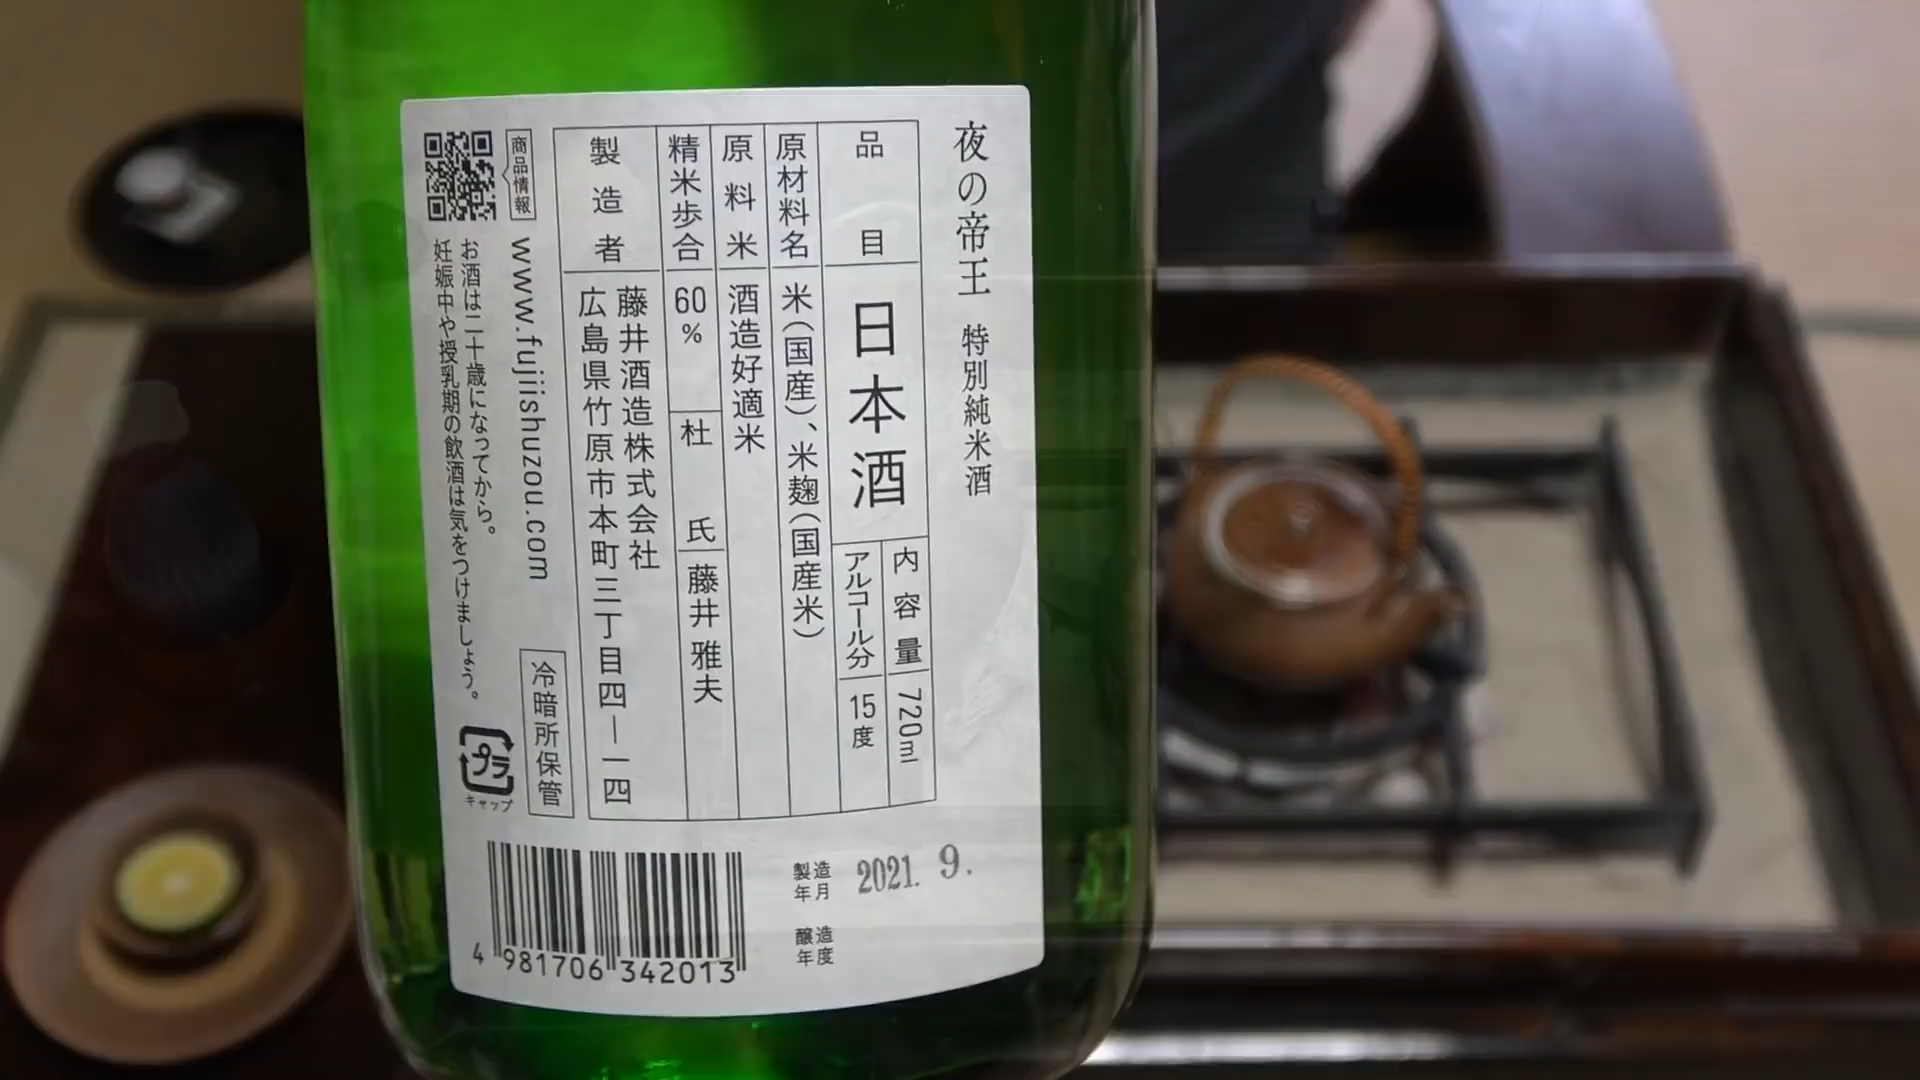 夜の帝王 特別純米酒
品目 日本酒
内容量 720ml
アルコール分 15度
原材料名 米(国産)、米麹(国産米)
原料米 酒造好適米
精米歩合 60% 杜氏 藤井雅夫
製造者 藤井酒造株式会社
広島県竹原市本町三丁目四―一四
商品情報
www.fujiishuzou.com
冷暗所保管
お酒は二十歳になってから。
妊娠中や授乳期の飲酒は気をつけましょう。
プラ
キャップ
製造年月 2021. 9.
醸造年度
4 981706 342013